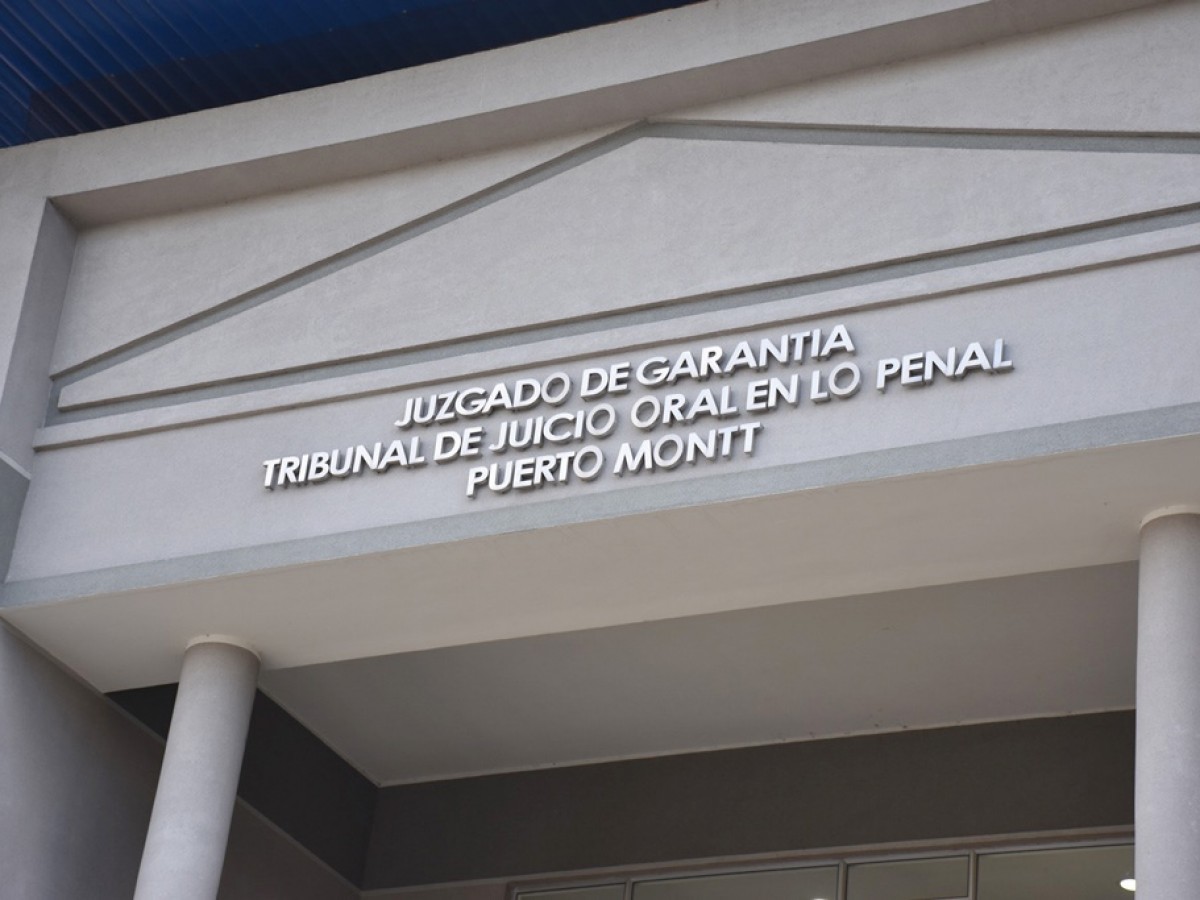 JUZGADO DE GARANTIA
TRIBUNAL DE JUICIO ORAL EN LO PENAL
PUERTO MONTT